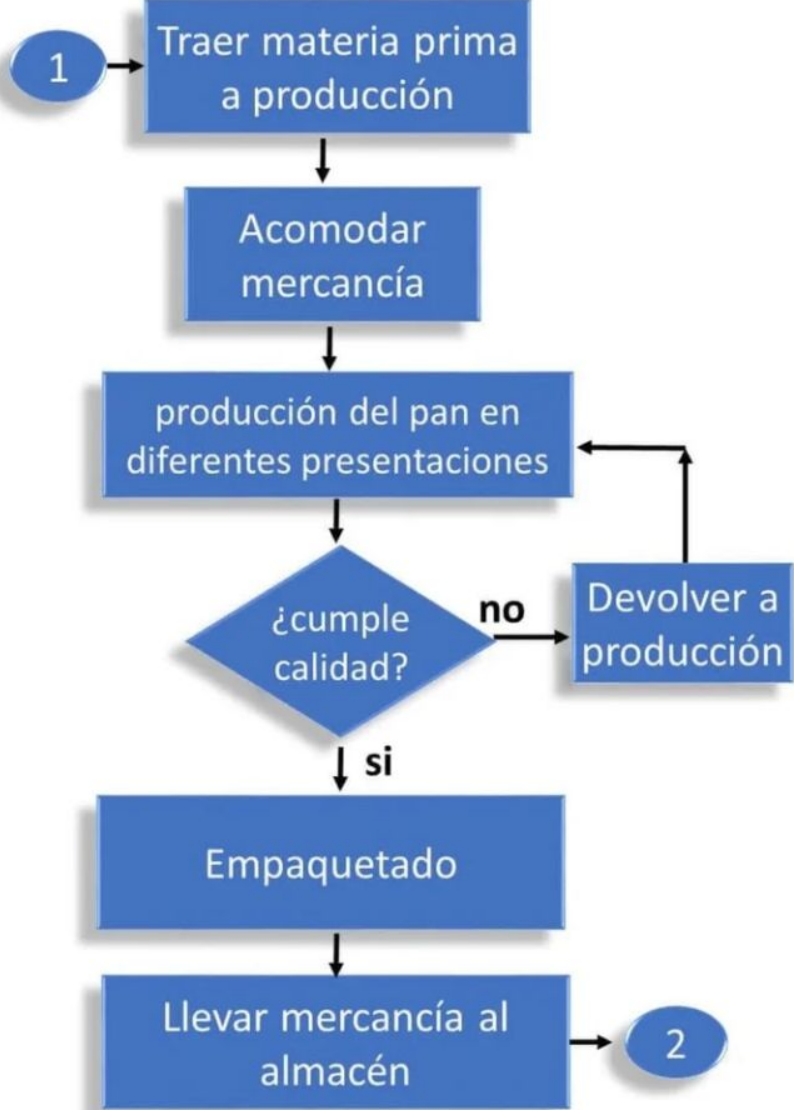 1
Traer materia prima
a producción
Acomodar
mercancía
producción del pan en
diferentes presentaciones
¿cumple
calidad?
no
Devolver a
producción
si
Empaquetado
Llevar mercancía al
almacén
2